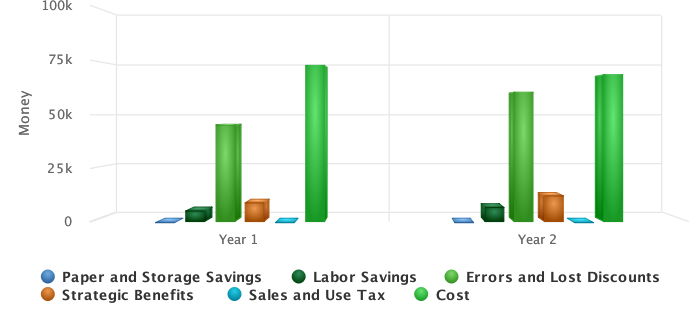 100k
75k
Money
50k
25k
0
Year 1 Year 2
Paper and Storage Savings Labor Savings Errors and Lost Discounts
Strategic Benefits Sales and Use Tax Cost